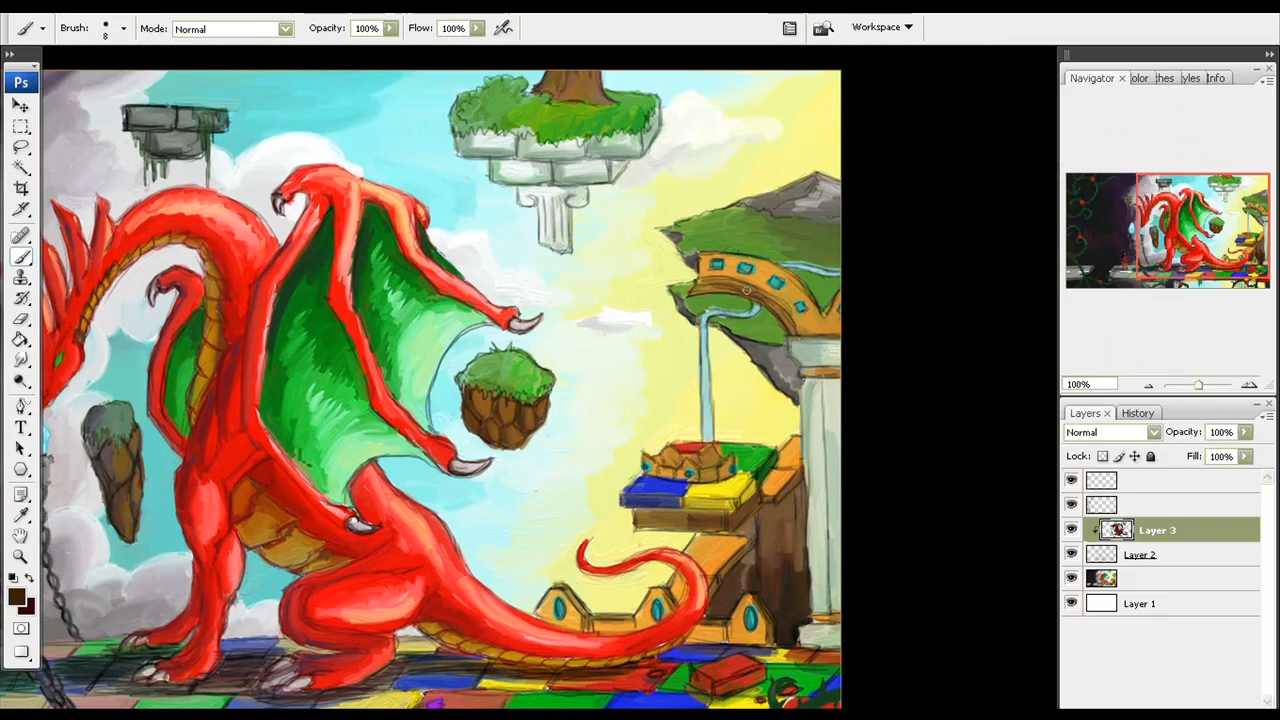 Brush: 8 Mode: Normal Opacity: 100% Flow: 100% Workspace
Ps
Navigator × olor hes yles Info
100%
Layers × History
Normal Opacity: 100%
Lock: Fill: 100%
Layer 3
Layer 2
Layer 1
T